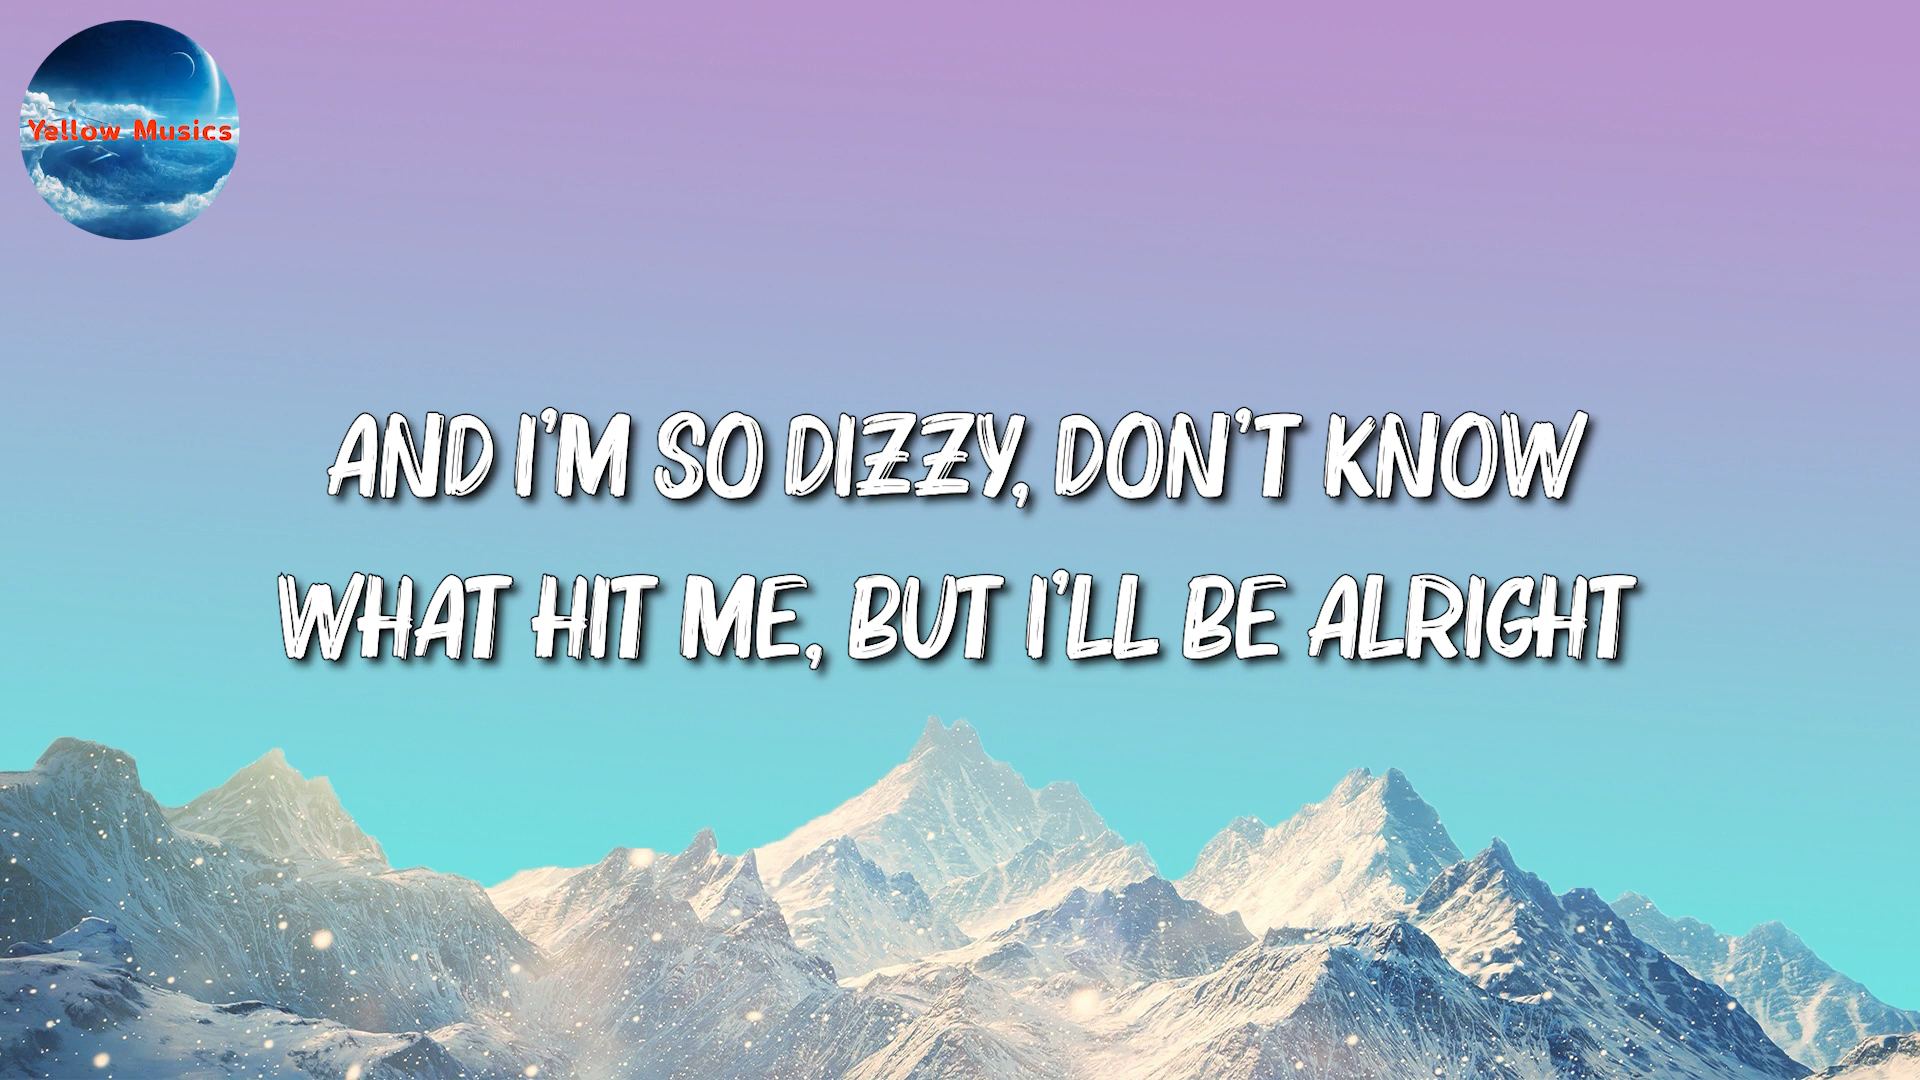 Yellow Musics
AND I'M SO DIZZY, DON'T KNOW
WHAT HIT ME, BUT I'LL BE ALRIGHT